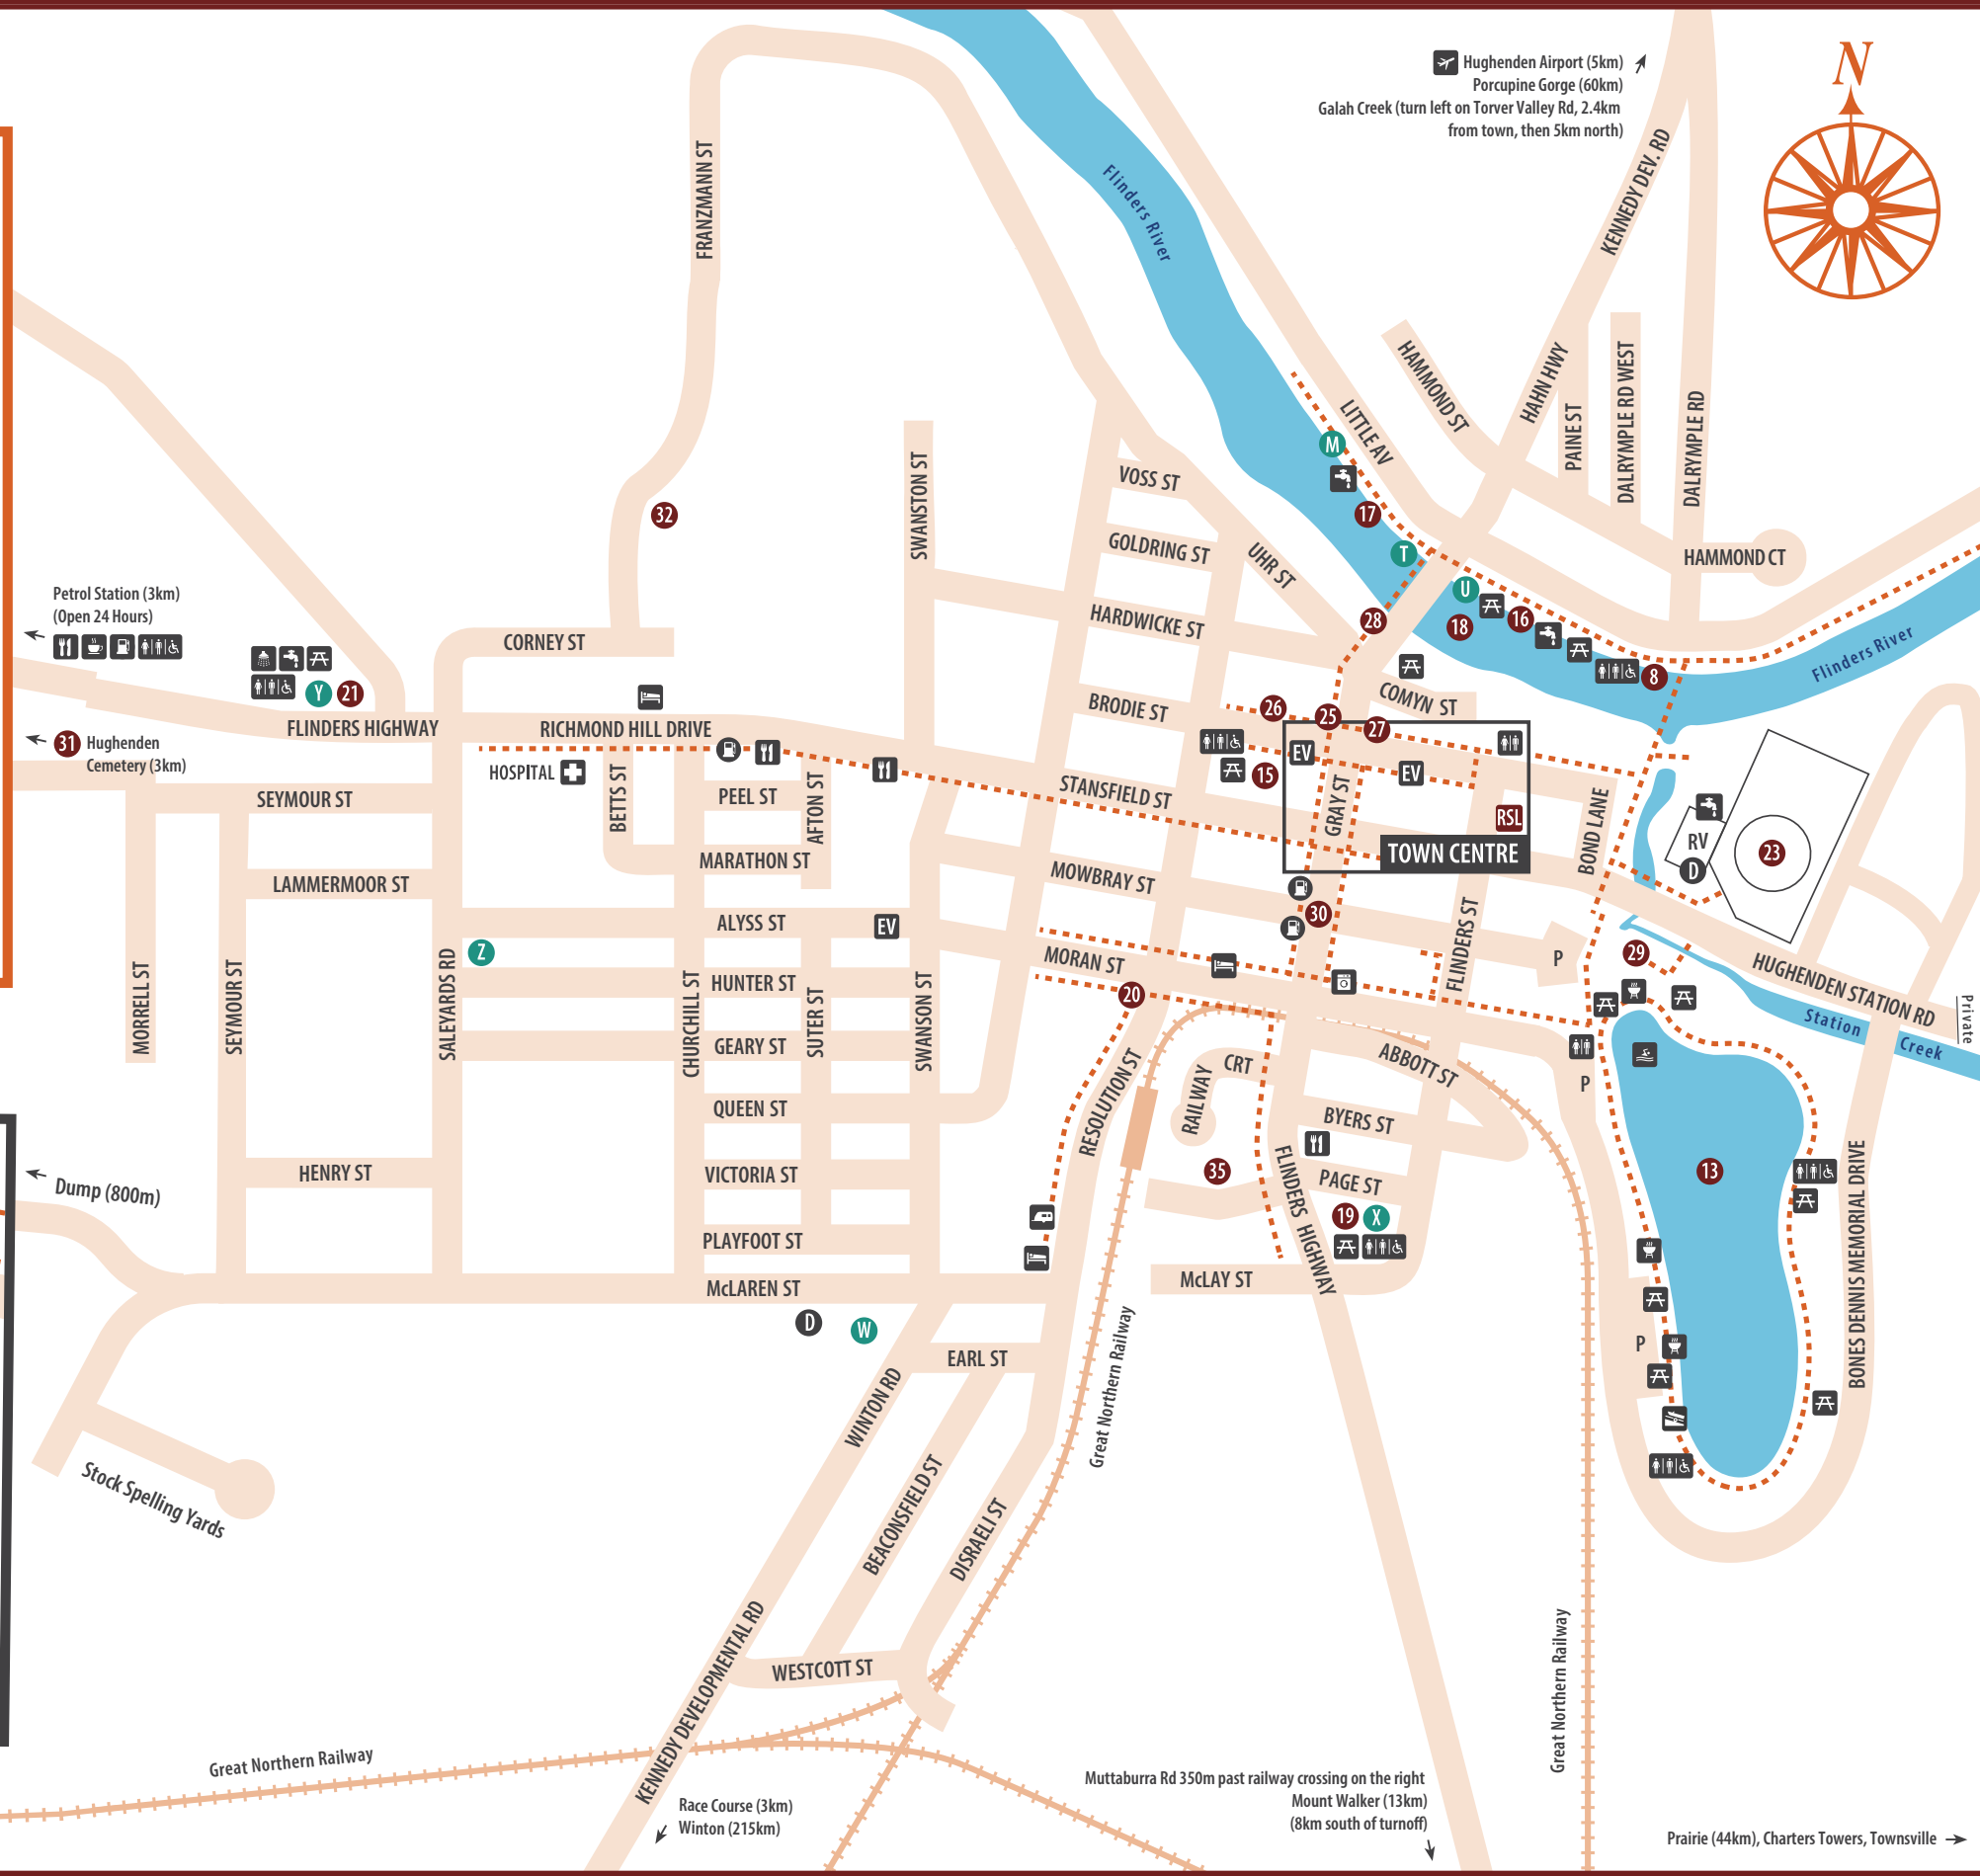 N
Hughenden Airport (5km)
Porcupine Gorge (60km)
Galah Creek (turn left on Torver Valley Rd, 2.4km
from town, then 5km north)
FRANZMANN ST
Flinders River
KENNEDY DEV. RD
HAHN HWY
HAMMOND ST
LITTLE AV
PAINE ST
DALRYMPLE RD WEST
DALRYMPLE RD
HAMMOND CT
M
17
T
U
18
16
8
28
Flinders River
32
SWANSTON ST
VOSS ST
GOLDRING ST
UHR ST
HARDWICKE ST
BRODIE ST
COMYN ST
Petrol Station (3km)
(Open 24 Hours)
Y
21
CORNEY ST
FLINDERS HIGHWAY
RICHMOND HILL DRIVE
31
Hughenden
Cemetery (3km)
HOSPITAL
26
25
27
EV
EV
15
GRAY ST
RSL
TOWN CENTRE
STANSFIELD ST
BOND LANE
RV
D
23
SEYMOUR ST
BETTS ST
PEEL ST
AFTON ST
MARATHON ST
LAMMERMOOR ST
MOWBRAY ST
30
ALYSS ST
EV
Z
MORRELL ST
SEYMOUR ST
SALEYARDS RD
HUNTER ST
CHURCHILL ST
SUTER ST
SWANSON ST
MORAN ST
FLINDERS ST
P
29
HUGHENDEN STATION RD
Private
Station
Creek
20
GEARY ST
RESOLUTION ST
RAILWAY
CRT
ABBOTT ST
P
QUEEN ST
BYERS ST
HENRY ST
VICTORIA ST
35
FLINDERS HIGHWAY
PAGE ST
13
19
X
Dump (800m)
PLAYFOOT ST
McLAREN ST
McLAY ST
BONES DENNIS MEMORIAL DRIVE
D
W
EARL ST
P
WINTON RD
Great Northern Railway
Stock Spelling Yards
BEACONSFIELD ST
DISRAELI ST
WESTCOTT ST
KENNEDY DEVELOPMENTAL RD
Great Northern Railway
Great Northern Railway
Race Course (3km)
Winton (215km)
Muttaburra Rd 350m past railway crossing on the right
Mount Walker (13km)
(8km south of turnoff)
Prairie (44km), Charters Towers, Townsville